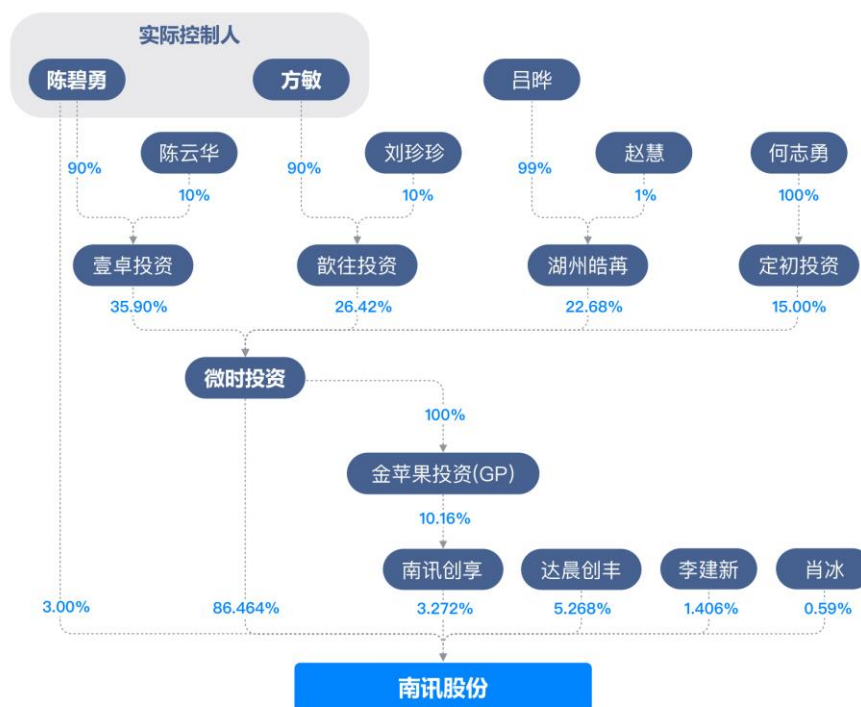 实际控制人
陈碧勇
方敏
吕晔
陈云华
刘珍珍
赵慧
何志勇
90%
10%
90%
10%
99%
1%
100%
壹卓投资
歆往投资
湖州皓苒
定初投资
35.90%
26.42%
22.68%
15.00%
微时投资
100%
金苹果投资(GP)
10.16%
南讯创享
达晨创丰
李建新
肖冰
3.00%
86.464%
3.272%
5.268%
1.406%
0.59%
南讯股份